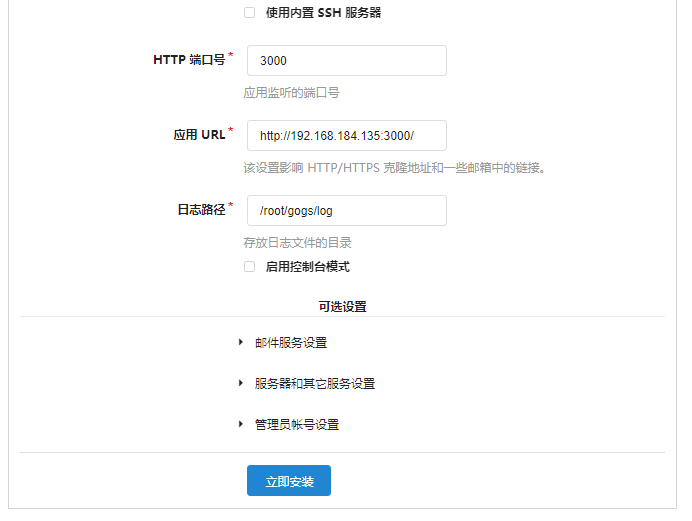 使用内置 SSH 服务器
HTTP 端口号*
3000
应用监听的端口号
应用 URL*
http://192.168.184.135:3000/
该设置影响 HTTP/HTTPS 克隆地址和一些邮箱中的链接。
日志路径*
/root/gogs/log
存放日志文件的目录
启用控制台模式
可选设置
邮件服务设置
服务器和其它服务设置
管理员帐号设置
立即安装